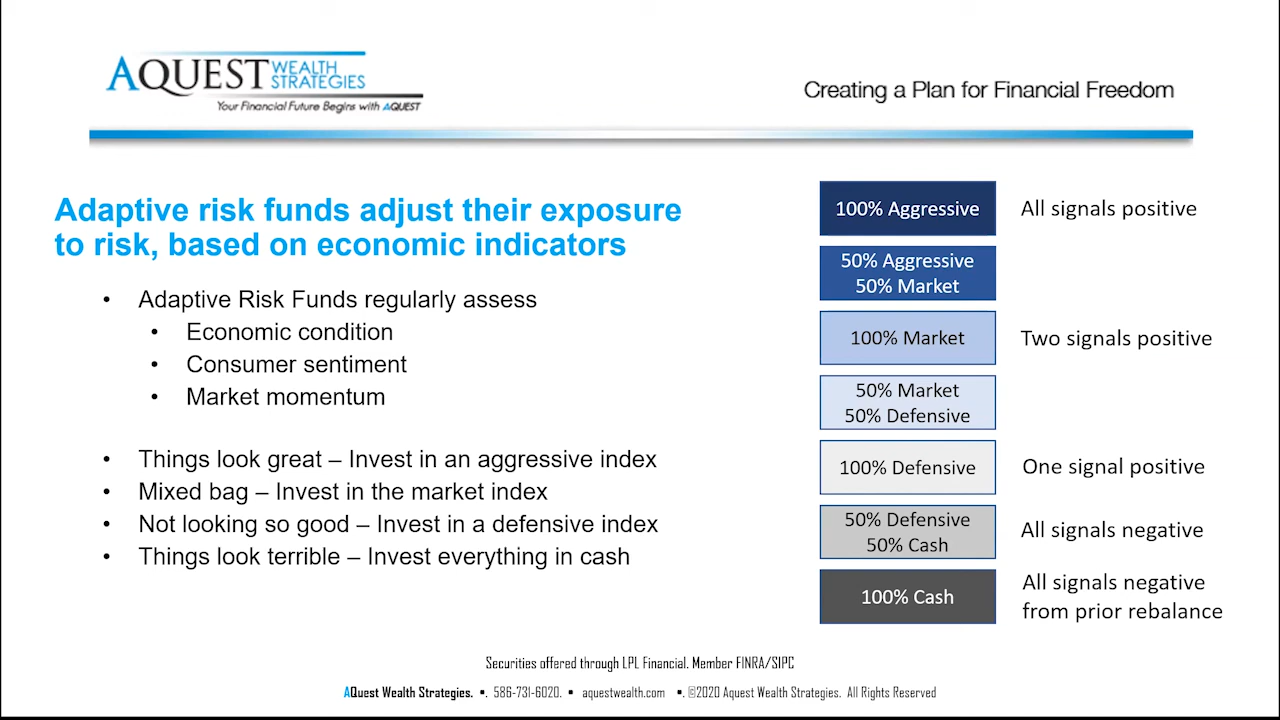 AQUEST WEALTH STRATEGIES
Your Financial Future Begins with AQUEST
Creating a Plan for Financial Freedom
Adaptive risk funds adjust their exposure
to risk, based on economic indicators
• Adaptive Risk Funds regularly assess
• Economic condition
• Consumer sentiment
• Market momentum
• Things look great – Invest in an aggressive index
• Mixed bag – Invest in the market index
• Not looking so good – Invest in a defensive index
• Things look terrible – Invest everything in cash
100% Aggressive All signals positive
50% Aggressive
50% Market
100% Market Two signals positive
50% Market
50% Defensive
100% Defensive One signal positive
50% Defensive
50% Cash
All signals negative
100% Cash
All signals negative
from prior rebalance
Securities offered through LPL Financial. Member FINRA/SIPC
AQuest Wealth Strategies. ▪. 586-731-6020. ▪ aquestwealth.com ▪. ©2020 Aquest Wealth Strategies. All Rights Reserved